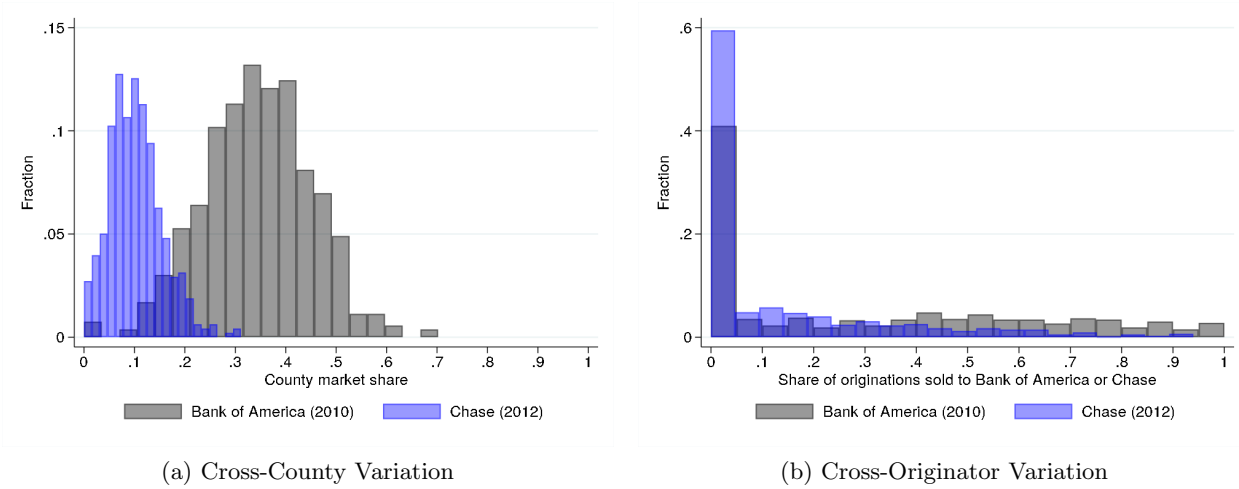 .15
.1
.05
0
Fraction
0 .1 .2 .3 .4 .5 .6 .7 .8 .9 1
County market share
Bank of America (2010) Chase (2012)
(a) Cross-County Variation
.6
.4
.2
0
Fraction
0 .1 .2 .3 .4 .5 .6 .7 .8 .9 1
Share of originations sold to Bank of America or Chase
Bank of America (2010) Chase (2012)
(b) Cross-Originator Variation